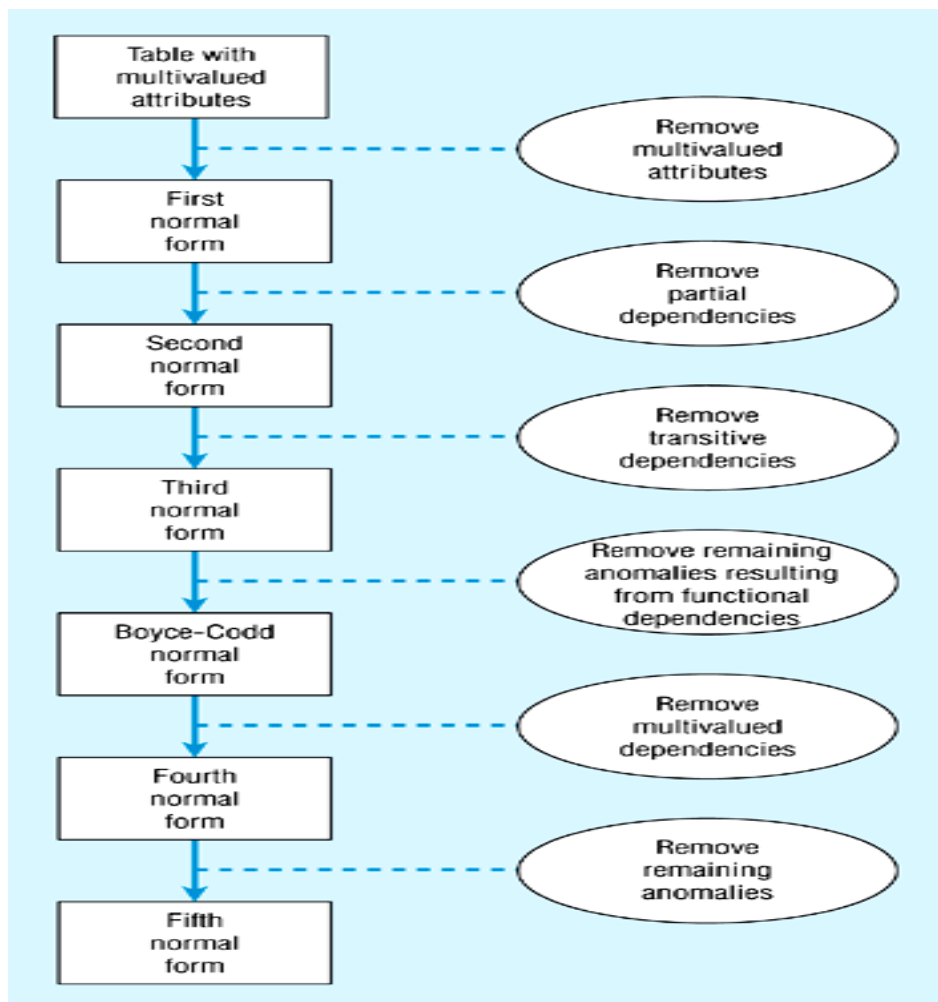 Table with
multivalued
attributes
Remove
multivalued
attributes
First
normal
form
Remove
partial
dependencies
Second
normal
form
Remove
transitive
dependencies
Third
normal
form
Remove remaining
anomalies resulting
from functional
dependencies
Boyce-Codd
normal
form
Remove
multivalued
dependencies
Fourth
normal
form
Remove
remaining
anomalies
Fifth
normal
form